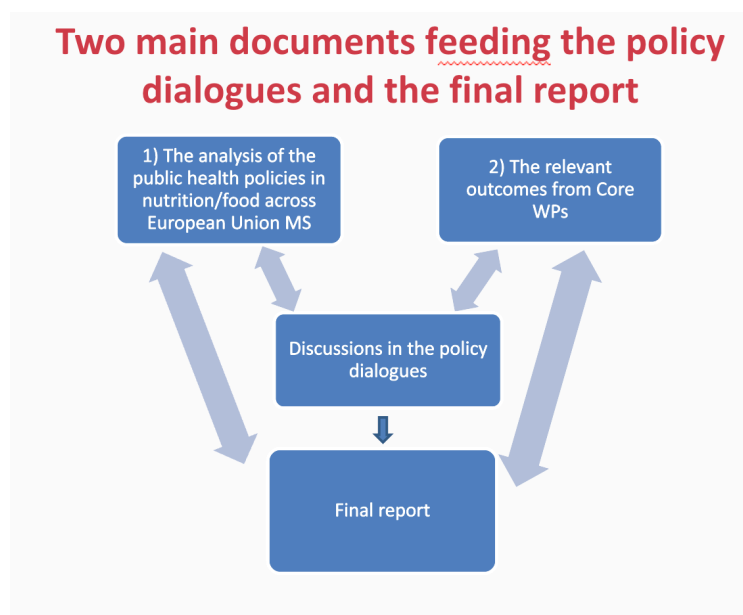 Two main documents feeding the policy
dialogues and the final report
1) The analysis of the
public health policies in
nutrition/food across
European Union MS
2) The relevant
outcomes from Core
WPs
Discussions in the policy
dialogues
Final report